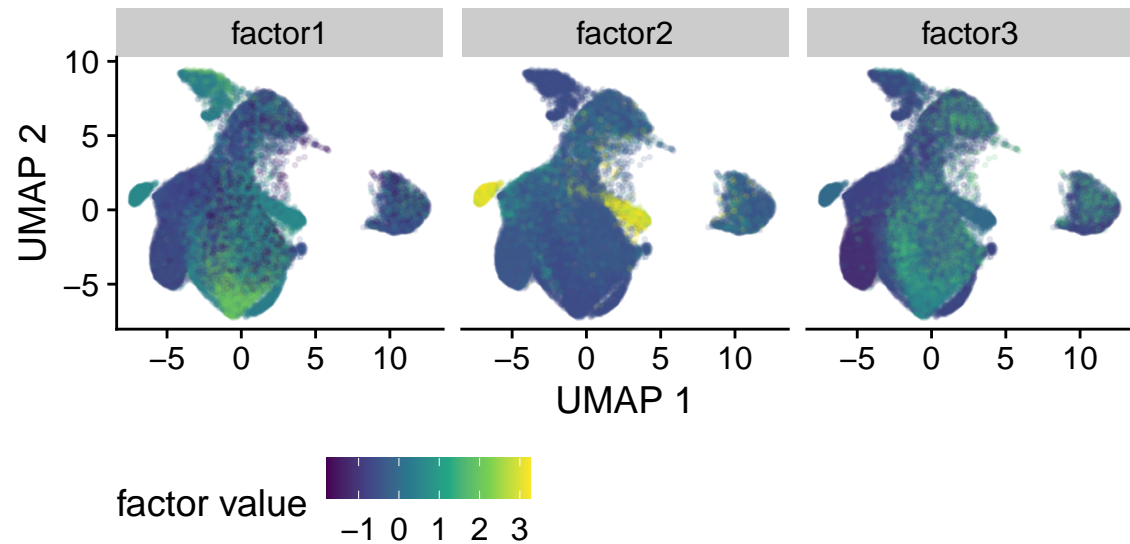 factor1 factor2 factor3
10
5
0
−5
UMAP 2
−5 0 5 10 −5 0 5 10 −5 0 5 10
UMAP 1
factor value
−1 0 1 2 3